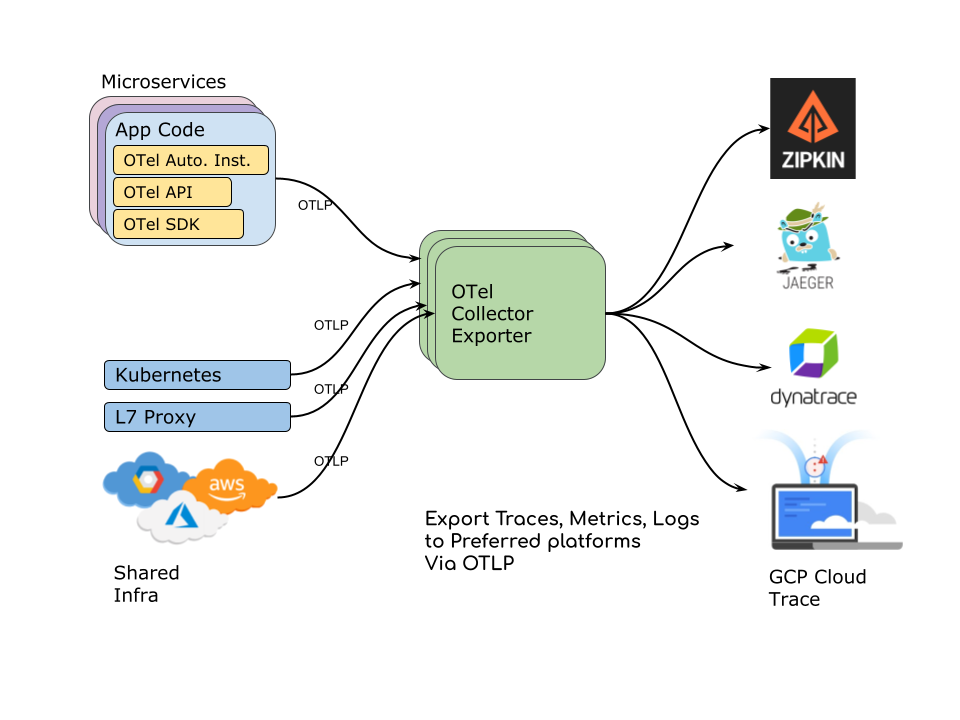 Microservices
App Code
OTel Auto. Inst.
OTel API
OTel SDK
OTLP
OTLP
Kubernetes
OTLP
L7 Proxy
OTLP
aws
Shared
Infra
OTel
Collector
Exporter
Export Traces, Metrics, Logs
to Preferred platforms
Via OTLP
ZIPKIN
JAEGER
dynatrace
GCP Cloud
Trace